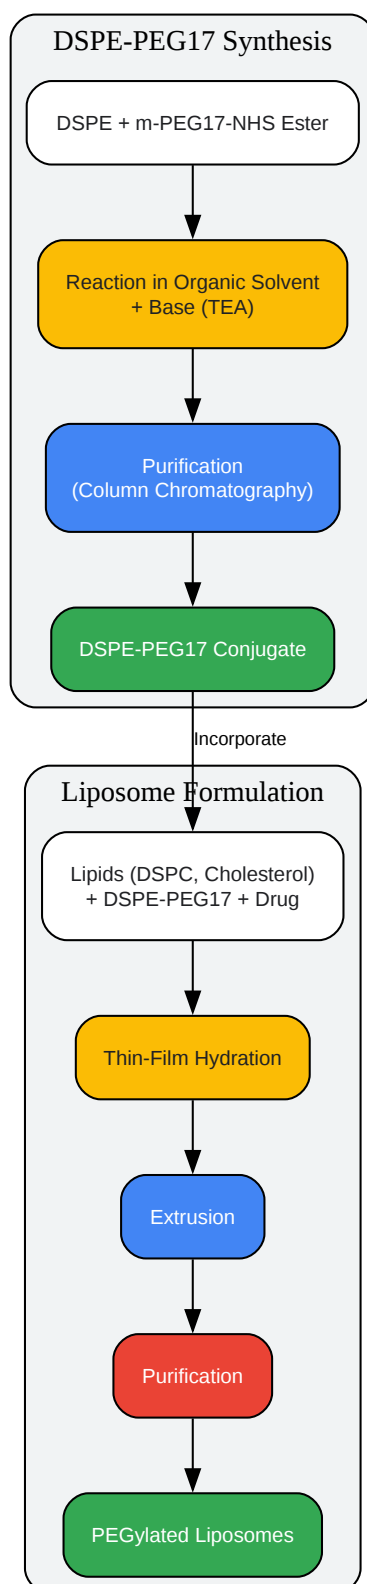 DSPE-PEG17 Synthesis
DSPE + m-PEG17-NHS Ester
Reaction in Organic Solvent
+ Base (TEA)
Purification
(Column Chromatography)
DSPE-PEG17 Conjugate
Incorporate
Liposome Formulation
Lipids (DSPC, Cholesterol)
+ DSPE-PEG17 + Drug
Thin-Film Hydration
Extrusion
Purification
PEGylated Liposomes